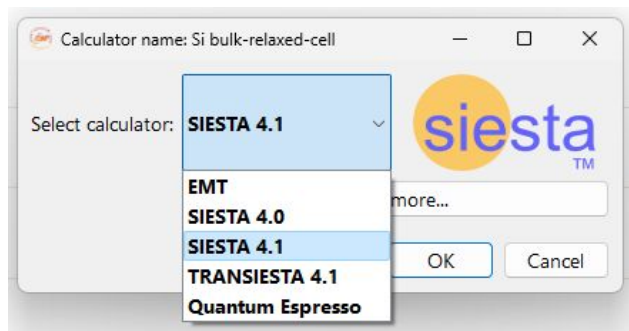 Calculator name: Si bulk-relaxed-cell
Select calculator: SIESTA 4.1
siesta
TM
EMT
SIESTA 4.0
more...
SIESTA 4.1
OK Cancel
TRANSIESTA 4.1
Quantum Espresso